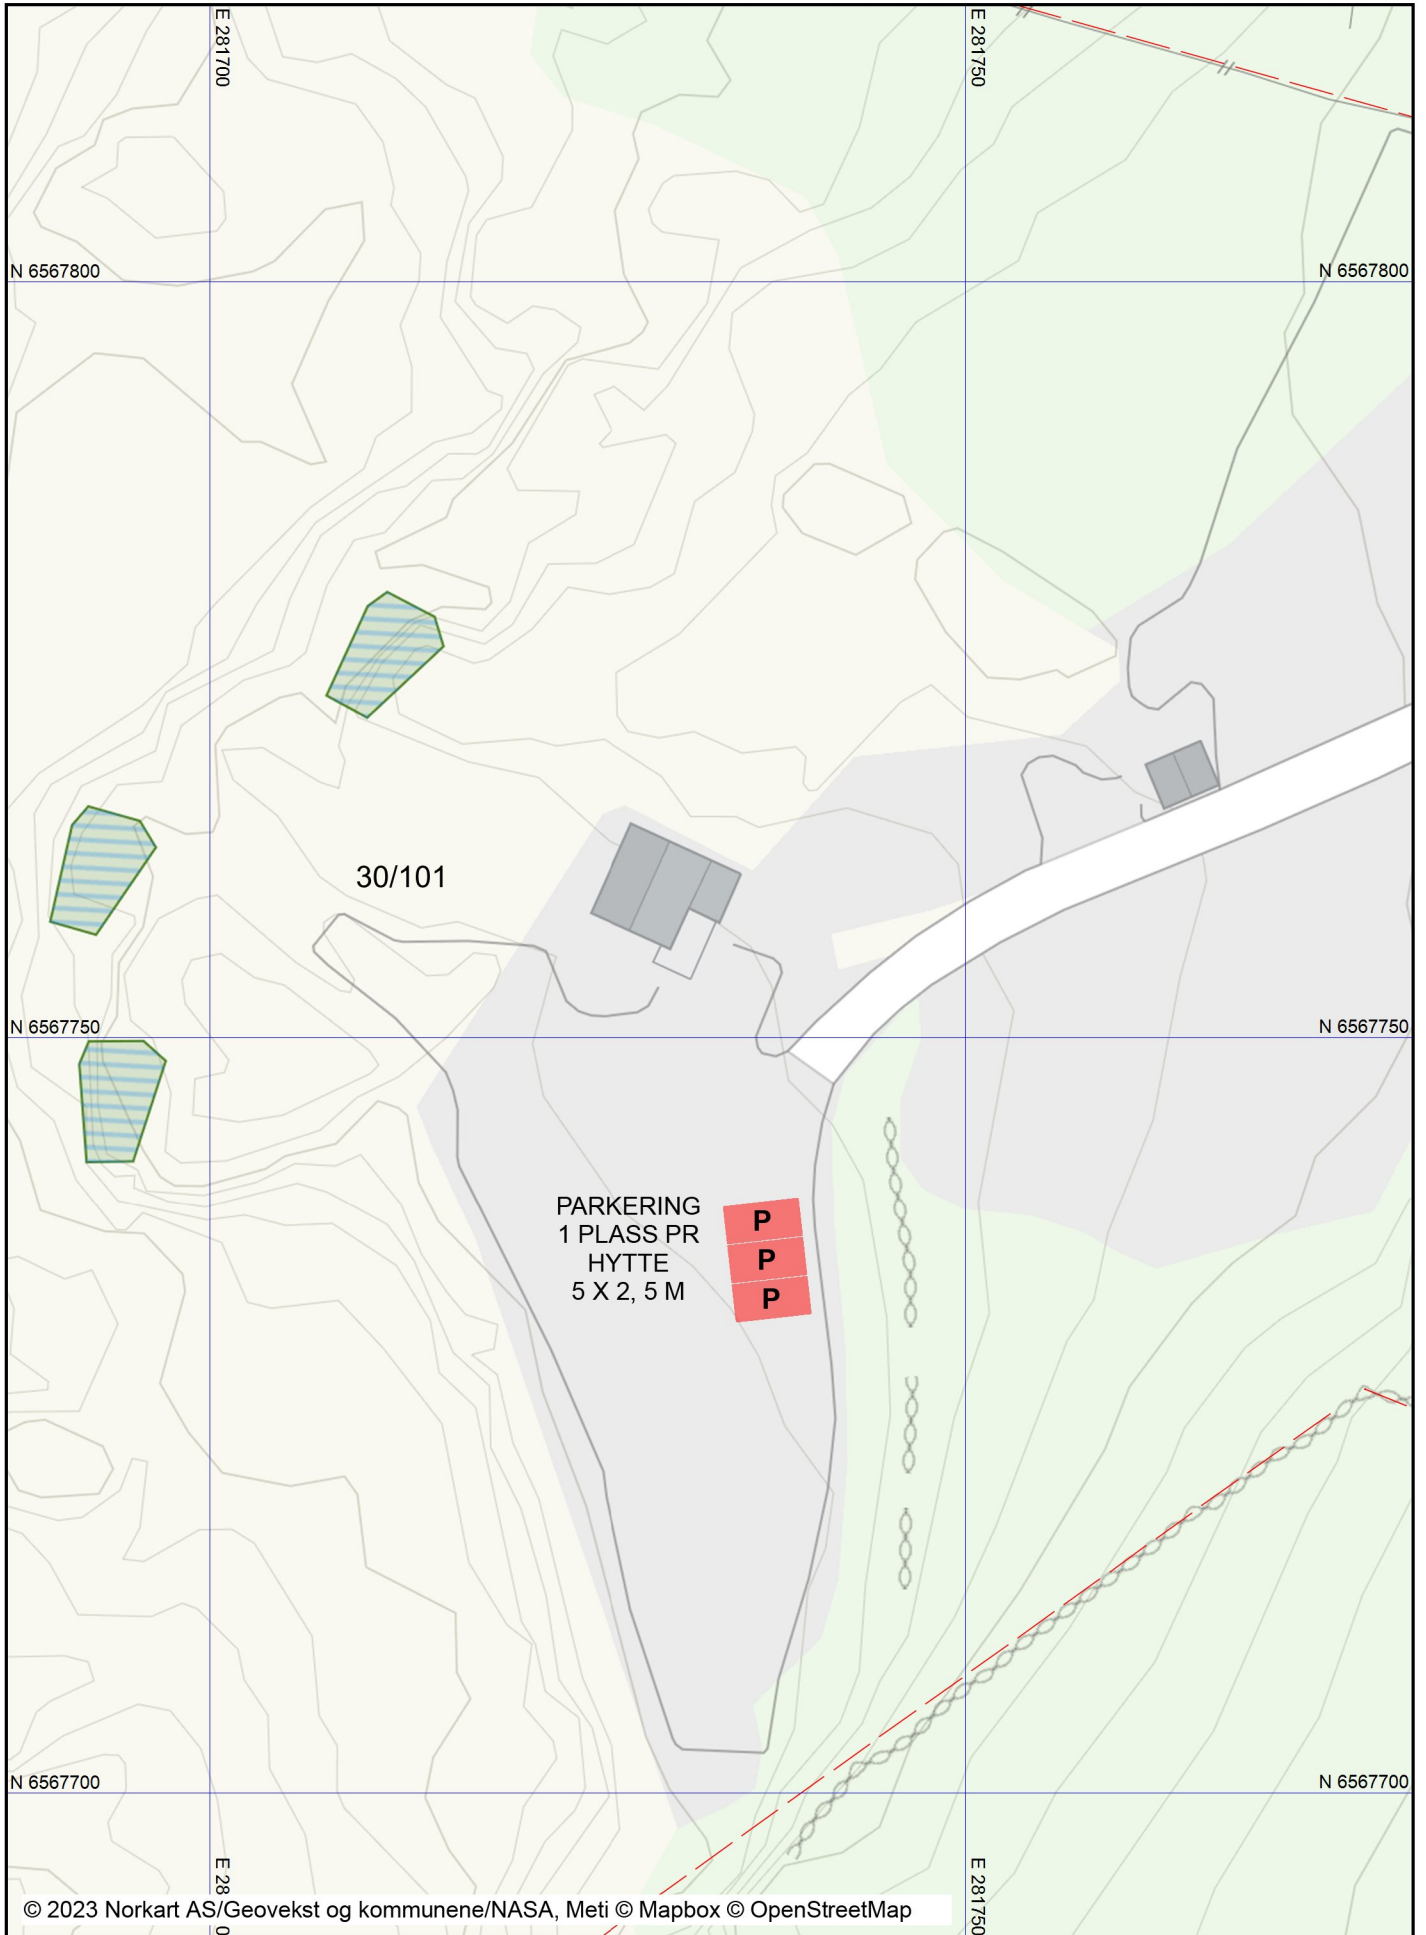 E 281700
E 281750
N 6567800
N 6567800
30/101
N 6567750
N 6567750
PARKERING
1 PLASS PR
HYTTE
5 X 2, 5 M
P
P
P
N 6567700
N 6567700
E 28
0
E 281750
© 2023 Norkart AS/Geovekst og kommunene/NASA, Meti © Mapbox © OpenStreetMap